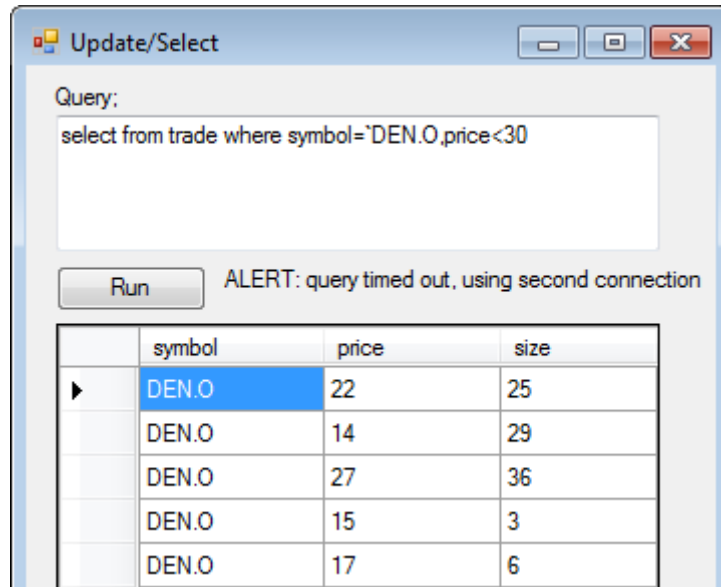 Update/Select
Query;
select from trade where symbol=`DEN.O,price<30
Run ALERT: query timed out, using second connection
symbol price size
DEN.O 22 25
DEN.O 14 29
DEN.O 27 36
DEN.O 15 3
DEN.O 17 6